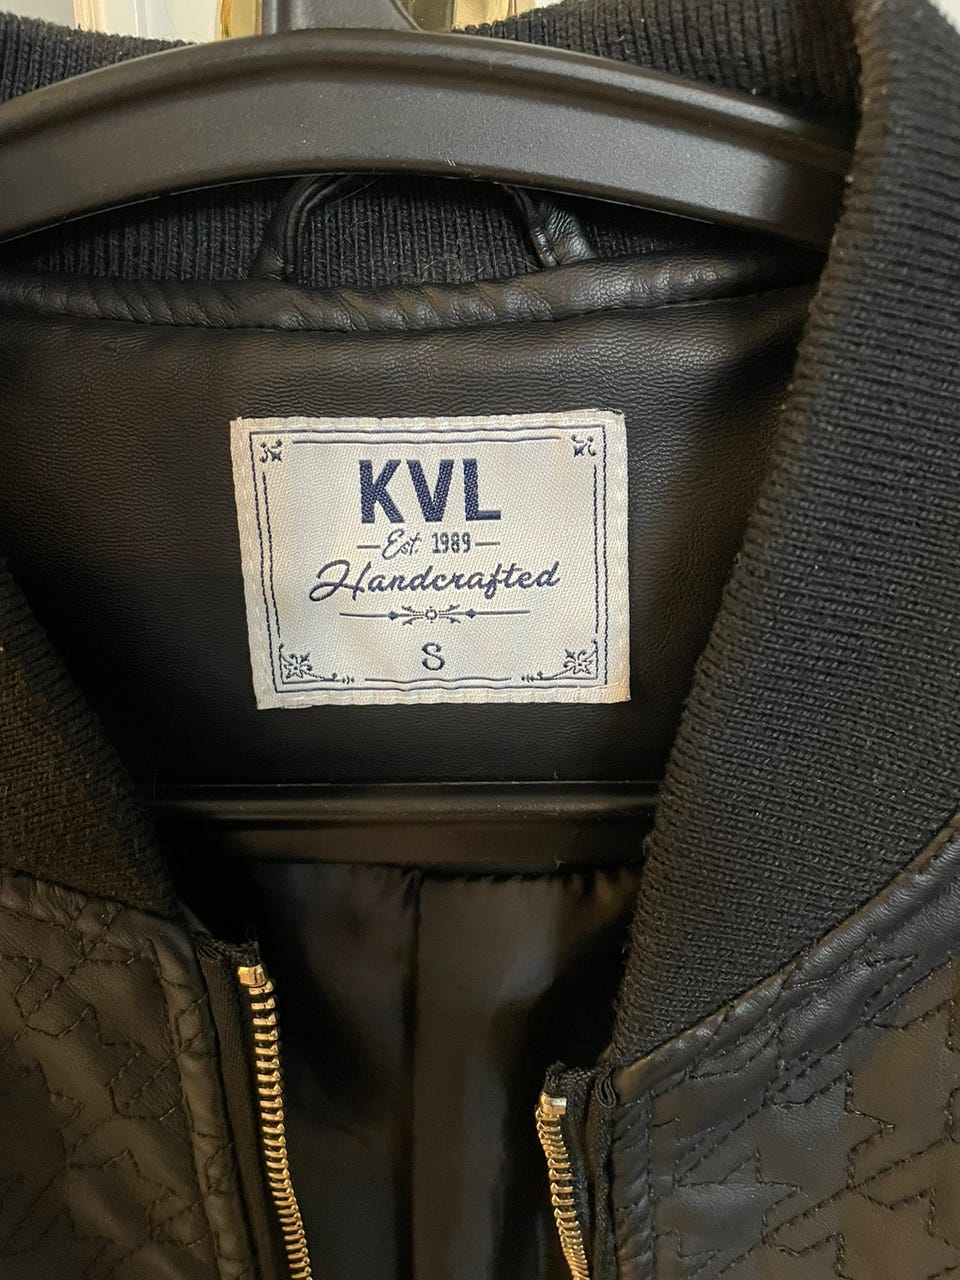 KVL
Est. 1989
Handcrafted
S